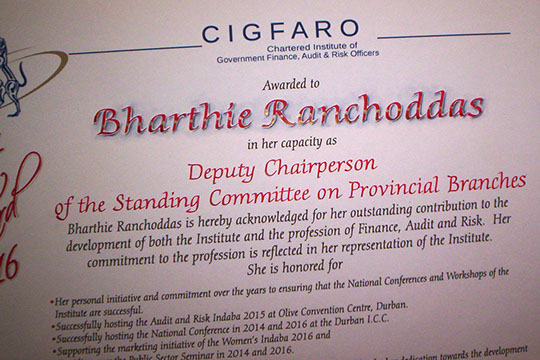 CIGFARO
Chartered Institute of
Government Finance, Audit & Risk Officers
Awarded to
Bharthie Ranchoddas
in her capacity as
Deputy Chairperson
of the Standing Committee on Provincial Branches
Bharthie Ranchoddas is hereby acknowledged for her outstanding contribution to the
development of both the Institute and the profession of Finance, Audit and Risk. Her
commitment to the profession is reflected in her representation of the Institute.
She is honored for
•Her personal initiative and commitment over the years to ensuring that the National Conferences and Workshops of the
Institute are successful.
•Successfully hosting the Audit and Risk Indaba 2015 at Olive Convention Centre, Durban.
•Successfully hosting the National Conference in 2014 and 2016 at the Durban I.C.C.
•Supporting the marketing initiative of the Women's Indaba 2016 and
Public Sector Seminar in 2014 and 2016.
dedication towards the development
16